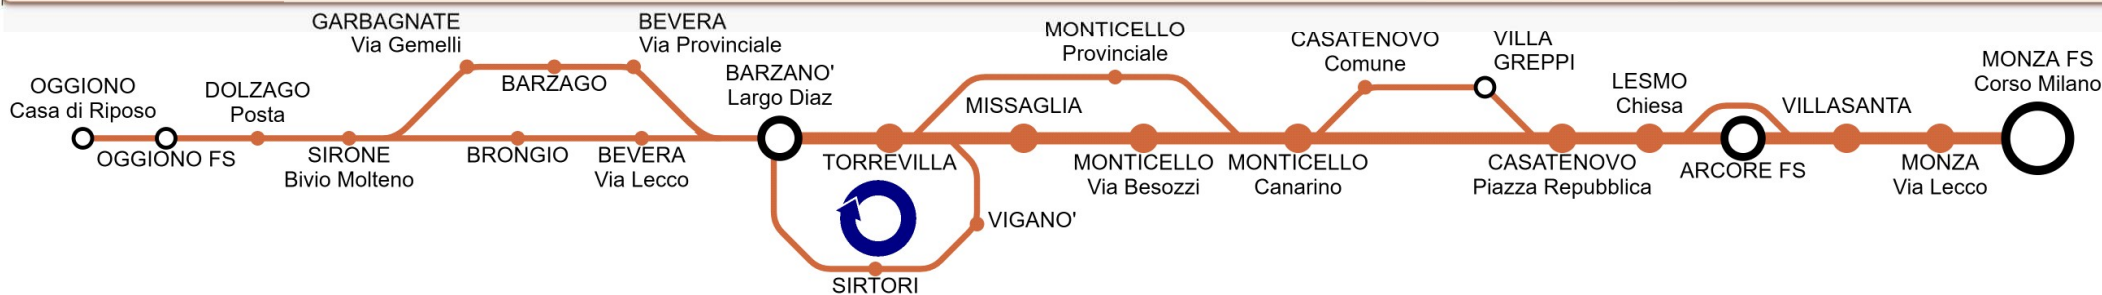 OGGIONO
Casa di Riposo
OGGIONO FS
DOLZAGO
Posta
SIRONE
Bivio Molteno
GARBAGNATE
Via Gemelli
BARZAGO
BEVERA
Via Provinciale
BRONGIO
BEVERA
Via Lecco
BARZANO'
Largo Diaz
TORREVILLA
SIRTORI
VIGANO'
MISSAGLIA
MONTICELLO
Provinciale
MONTICELLO
Via Besozzi
MONTICELLO
Canarino
CASATENOVO
Comune
VILLA
GREPPI
CASATENOVO
Piazza Repubblica
LESMO
Chiesa
ARCORE FS
VILLASANTA
MONZA
Via Lecco
MONZA FS
Corso Milano